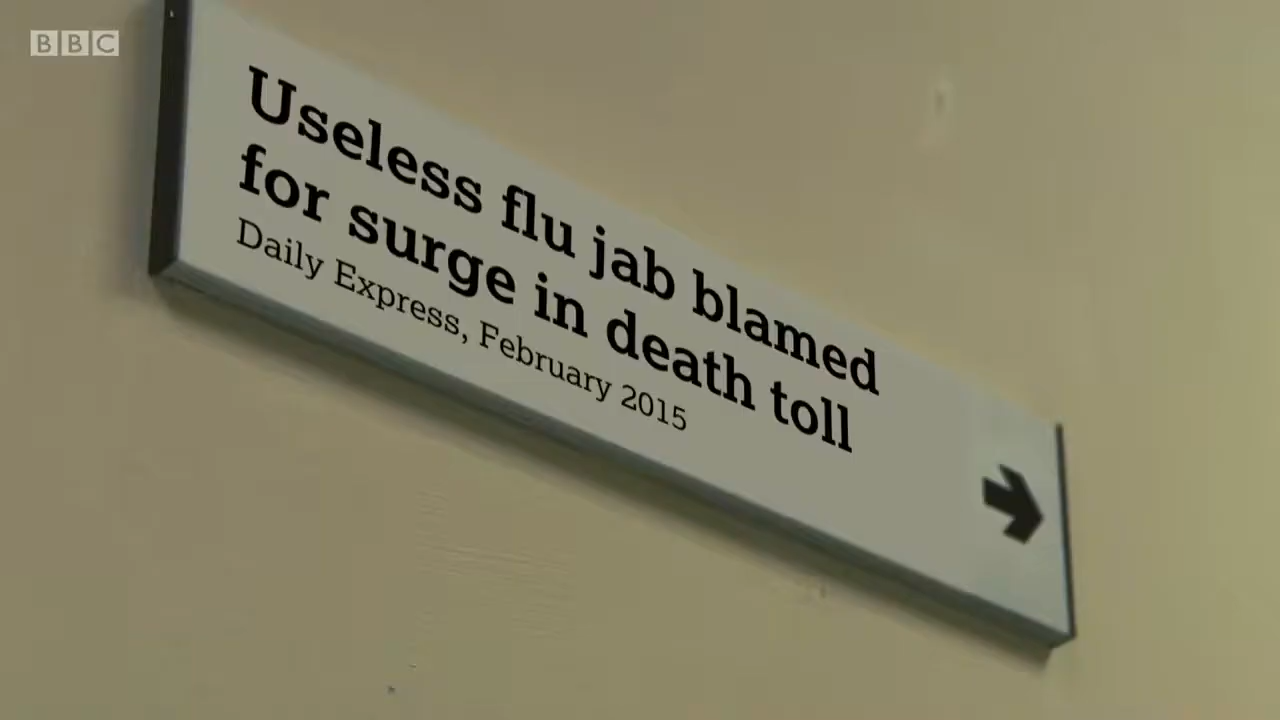 BBC
Useless flu jab blamed
for surge in death toll
Daily Express, February 2015